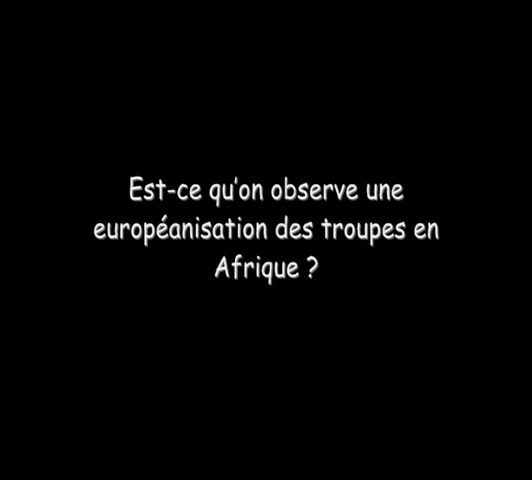 Est-ce qu'on observe une
européanisation des troupes en
Afrique ?